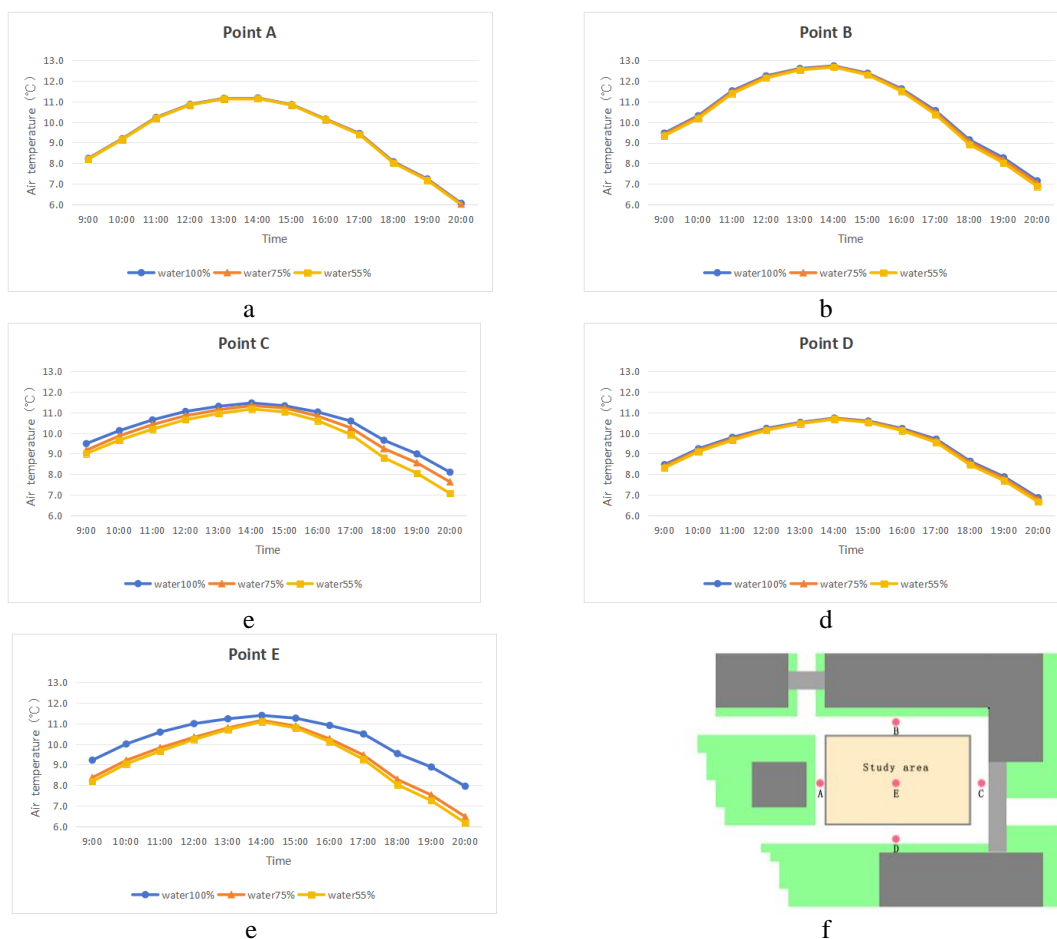 Point A
Air temperature (℃)
13.0
12.0
11.0
10.0
9.0
8.0
7.0
6.0
9:00 10:00 11:00 12:00 13:00 14:00 15:00 16:00 17:00 18:00 19:00 20:00
Time
water100% water75% water55%
a
Point B
Air temperature (℃)
13.0
12.0
11.0
10.0
9.0
8.0
7.0
6.0
9:00 10:00 11:00 12:00 13:00 14:00 15:00 16:00 17:00 18:00 19:00 20:00
Time
water100% water75% water55%
b
Point C
Air temperature (℃)
13.0
12.0
11.0
10.0
9.0
8.0
7.0
6.0
9:00 10:00 11:00 12:00 13:00 14:00 15:00 16:00 17:00 18:00 19:00 20:00
Time
water100% water75% water55%
e
Point D
Air temperature (℃)
13.0
12.0
11.0
10.0
9.0
8.0
7.0
6.0
9:00 10:00 11:00 12:00 13:00 14:00 15:00 16:00 17:00 18:00 19:00 20:00
Time
water100% water75% water55%
d
Point E
Air temperature (℃)
13.0
12.0
11.0
10.0
9.0
8.0
7.0
6.0
9:00 10:00 11:00 12:00 13:00 14:00 15:00 16:00 17:00 18:00 19:00 20:00
Time
water100% water75% water55%
e
B
Study area
A E C
D
f